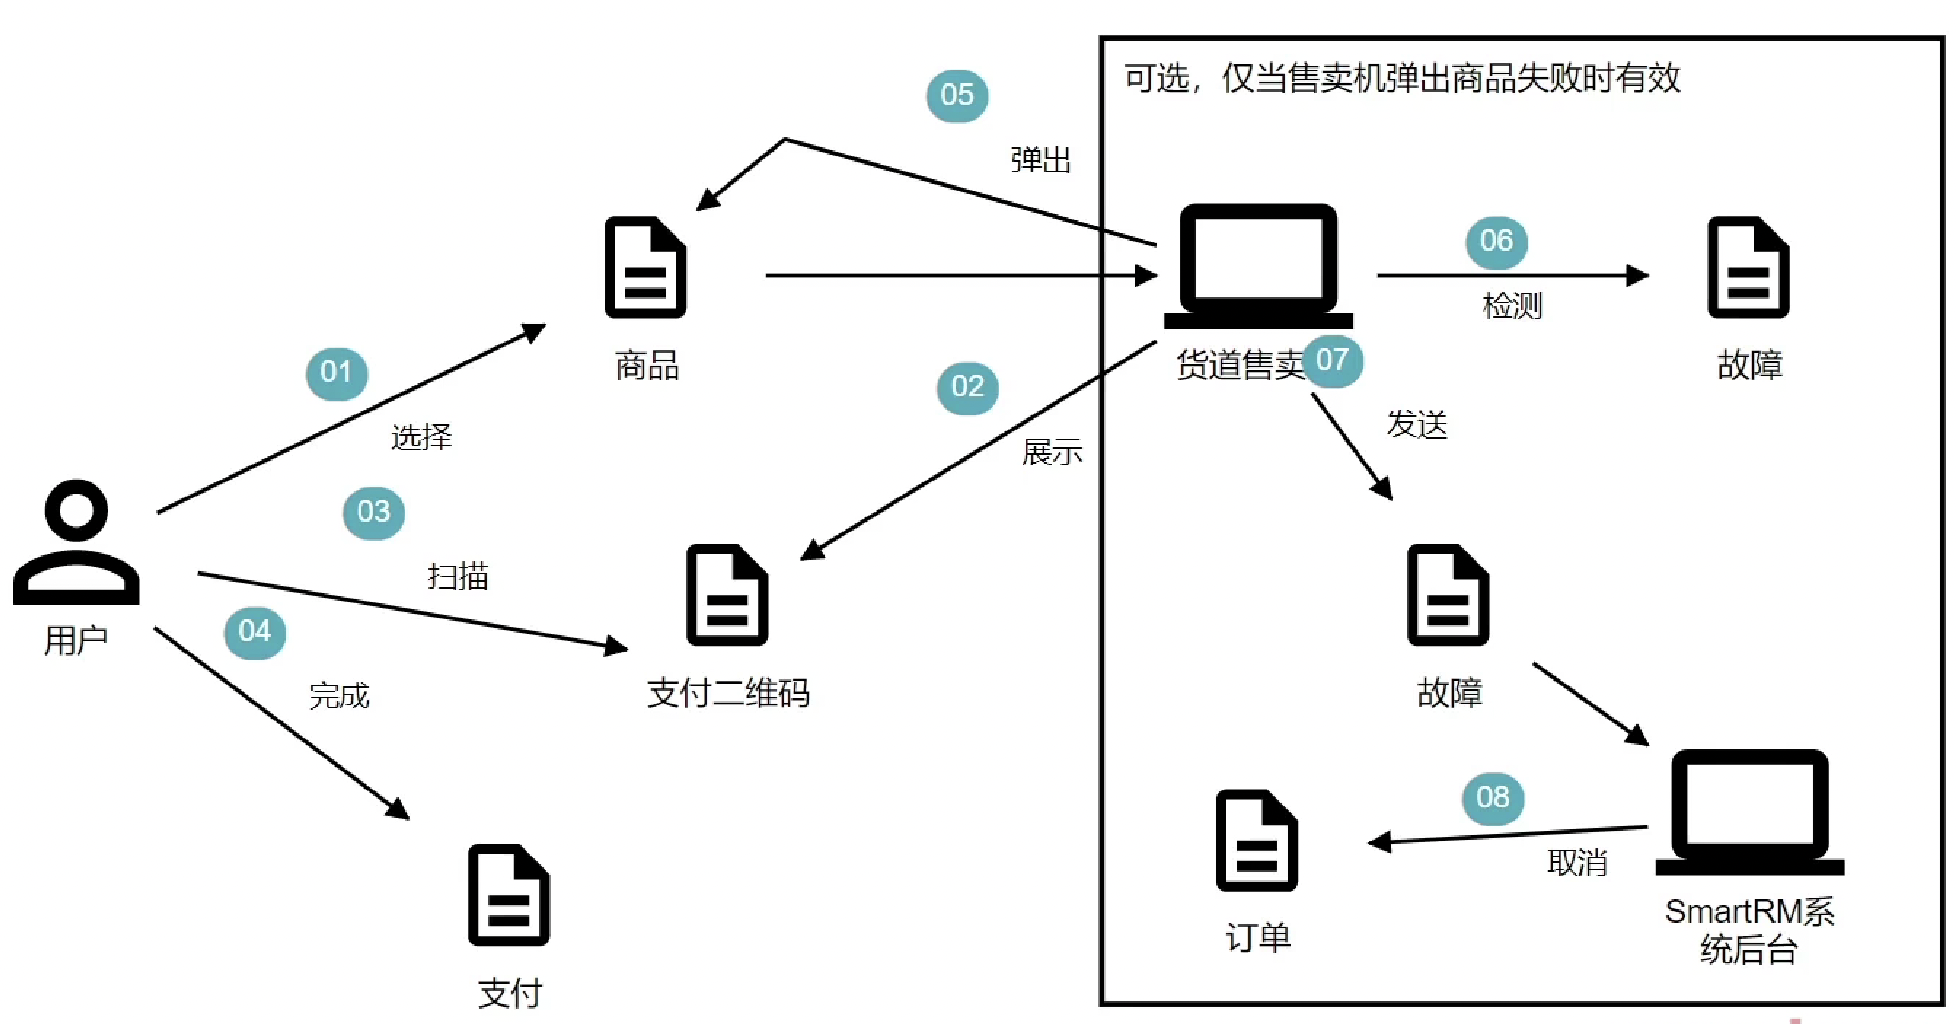 可选，仅当售卖机弹出商品失败时有效
05
弹出
06
检测
商品
货道售卖
07
故障
01
选择
02
展示
发送
03
扫描
用户
04
完成
支付二维码
故障
08
取消
订单
SmartRM系
统后台
支付